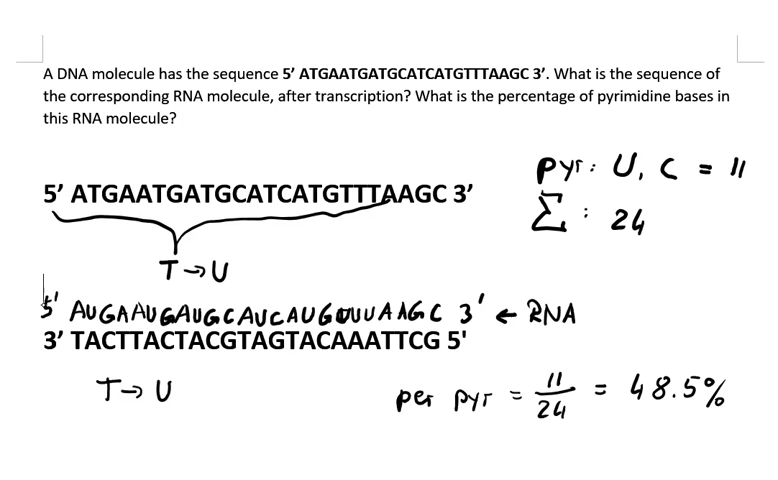 A DNA molecule has the sequence 5’ ATGAATGATGCATCATGTTTAAGC 3’. What is the sequence of
the corresponding RNA molecule, after transcription? What is the percentage of pyrimidine bases in
this RNA molecule?
pyr: U, C = 11
5’ ATGAATGATGCATCATGTTTAAGC 3’
Σ : 24
T → U
5' AUGAAUGAUGCAUCAUGUUUAAGC 3' ← RNA
3’ TACTTACTACGTAGTACAAATTCG 5'
T → U
per pyr = 11/24 = 48.5%